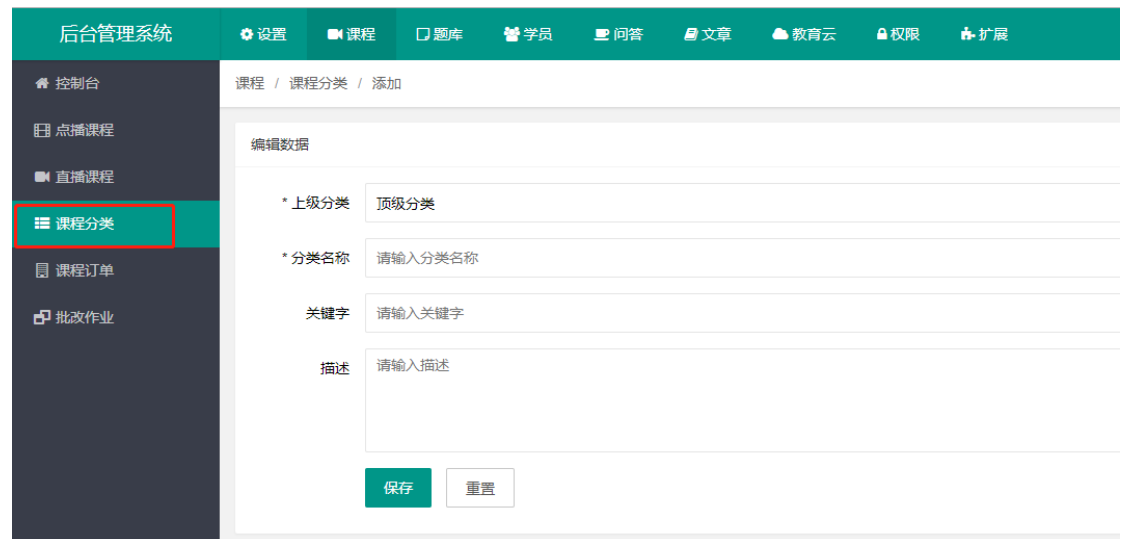 后台管理系统 设置 课程 题库 学员 问答 文章 教育云 权限 扩展
控制台
点播课程
直播课程
课程分类
课程订单
批改作业
课程 / 课程分类 / 添加
编辑数据
* 上级分类 顶级分类
* 分类名称 请输入分类名称
关键字 请输入关键字
描述 请输入描述
保存 重置